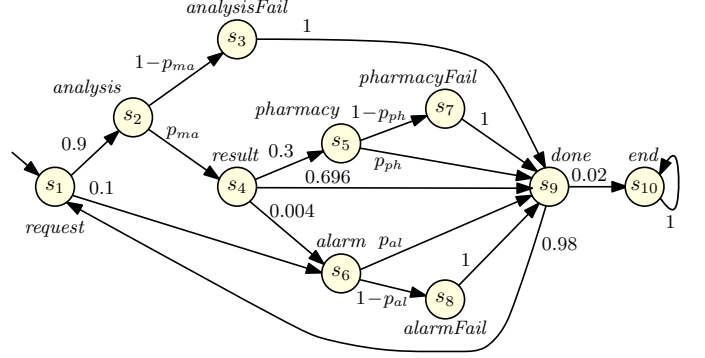 analysisFail
s3
1
1−pma
analysis
s2
pharmacyFail
s7
pharmacy
1−pph
1
0.9
pma
result
0.3
s5
pph
done
end
s1
0.1
s4
0.696
s9
0.02
s10
request
0.004
alarm
pal
s6
1
0.98
1
1−pal
s8
alarmFail